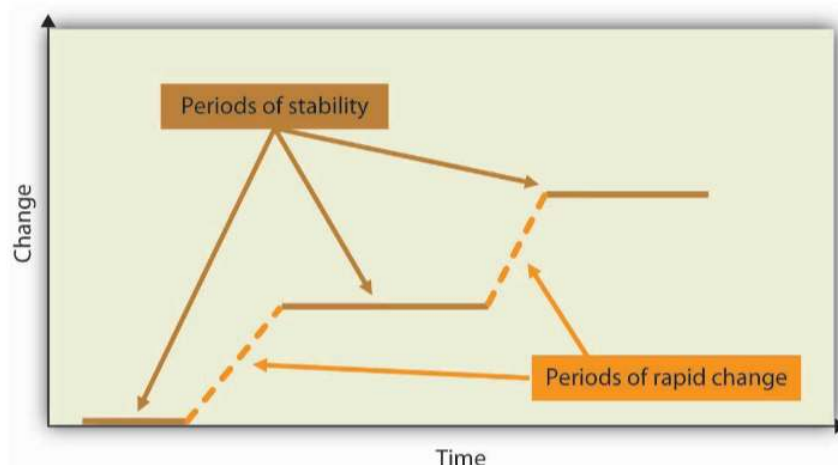 Periods of stability
Change
Periods of rapid change
Time